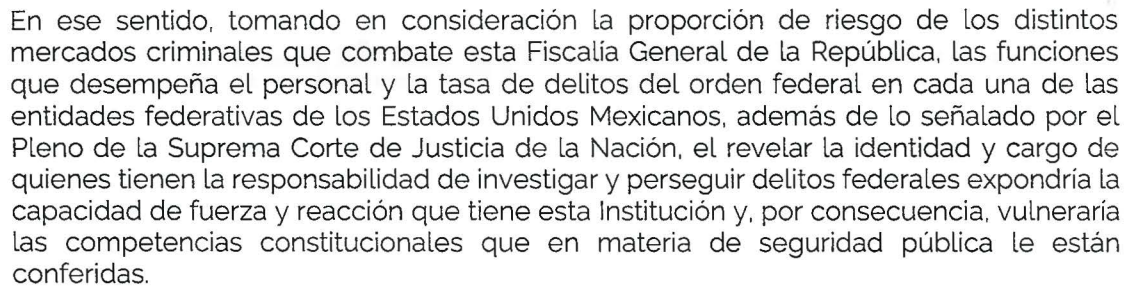 En ese sentido, tomando en consideración la proporción de riesgo de los distintos
mercados criminales que combate esta Fiscalía General de la República, las funciones
que desempeña el personal y la tasa de delitos del orden federal en cada una de las
entidades federativas de los Estados Unidos Mexicanos, además de lo señalado por el
Pleno de la Suprema Corte de Justicia de la Nación, el revelar la identidad y cargo de
quienes tienen la responsabilidad de investigar y perseguir delitos federales expondría la
capacidad de fuerza y reacción que tiene esta Institución y, por consecuencia, vulneraría
las competencias constitucionales que en materia de seguridad pública le están
conferidas.